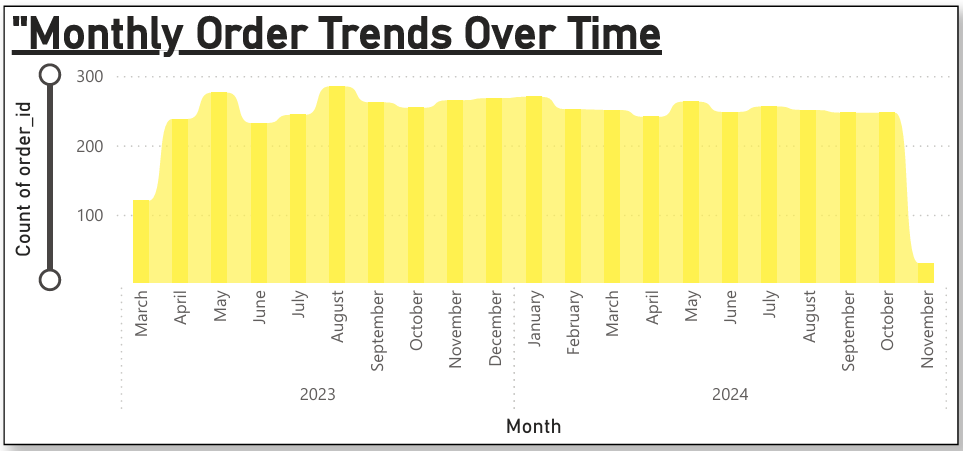 "Monthly Order Trends Over Time
Count of order_id
300
200
100
March
April
May
June
July
August
September
October
November
December
January
February
March
April
May
June
July
August
September
October
November
2023
2024
Month